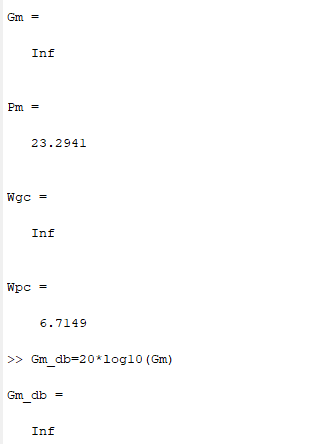 Gm =
Inf
Pm =
23.2941
Wgc =
Inf
Wpc =
6.7149
>> Gm_db=20*log10(Gm)
Gm_db =
Inf